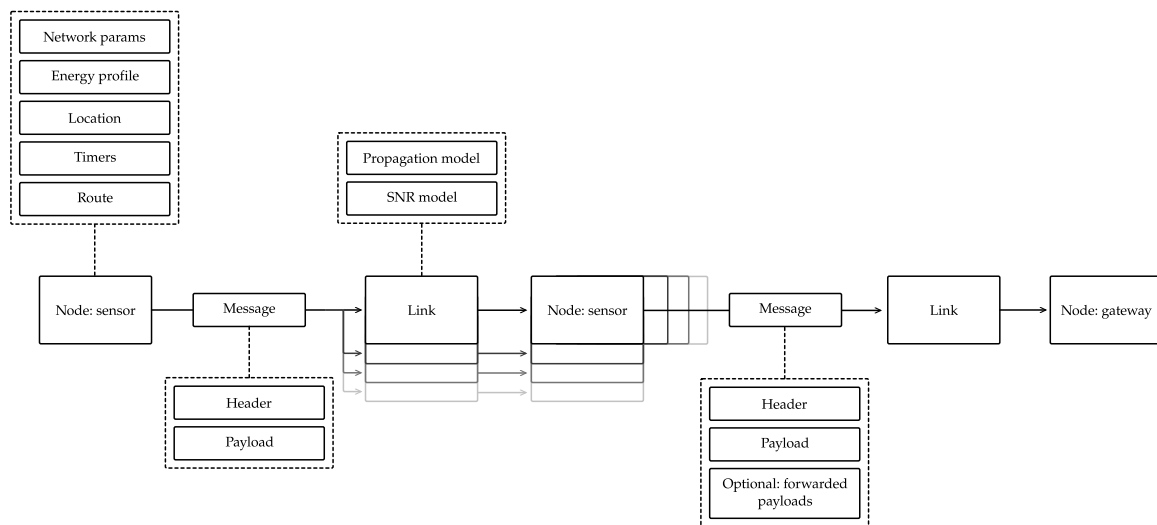 Network params
Energy profile
Location
Timers
Route
Propagation model
SNR model
Node: sensor
Message
Link
Node: sensor
Message
Link
Node: gateway
Header
Payload
Header
Payload
Optional: forwarded
payloads